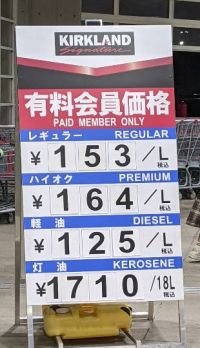 KIRKLAND
Signature
有料会員価格
PAID MEMBER ONLY
レギュラー REGULAR
¥153/L 税込
ハイオク PREMIUM
¥164/L 税込
軽油 DIESEL
¥125/L 税込
灯油 KEROSENE
¥1710/18L 税込